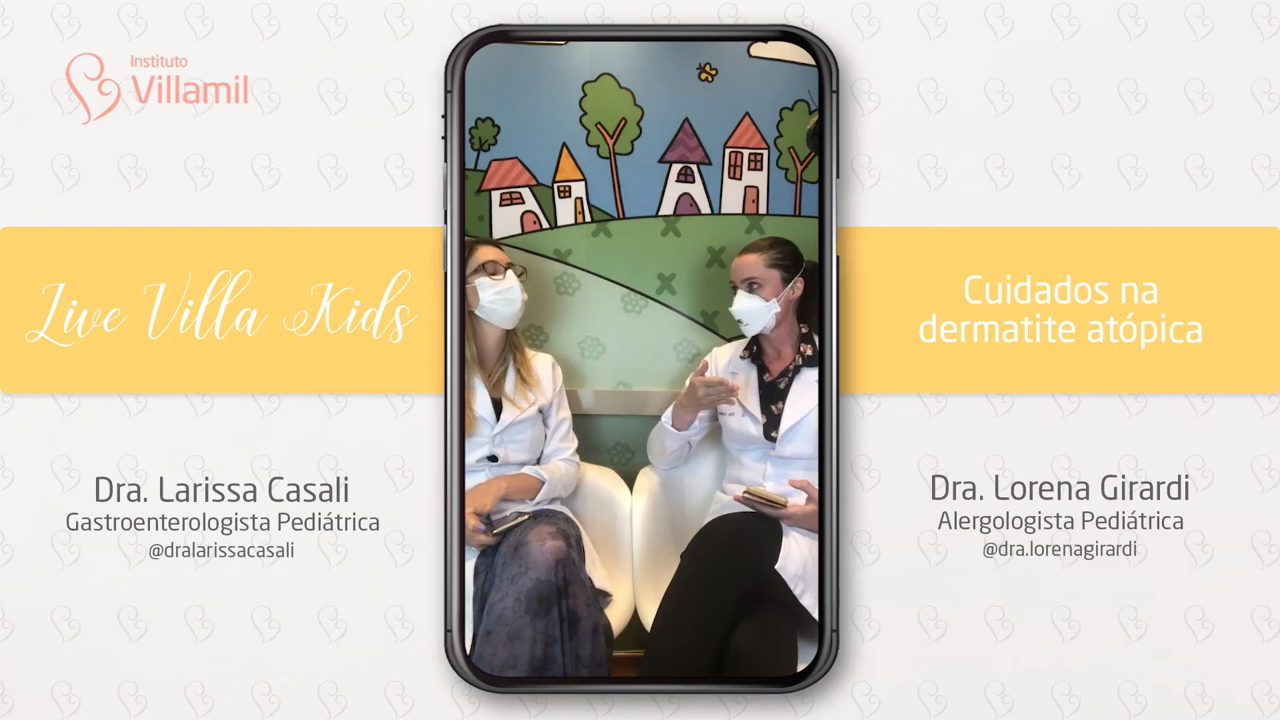 Instituto
Villamil
Live Villa Kids
Cuidados na
dermatite atópica
Dra. Larissa Casali
Gastroenterologista Pediátrica
@dralarissacasali
Dra. Lorena Girardi
Alergologista Pediátrica
@dra.lorenagirardi